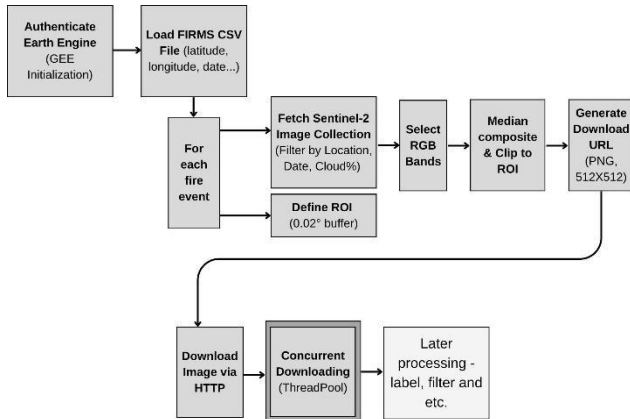 Authenticate
Earth Engine
(GEE
Initialization)
Load FIRMS CSV
File (latitude,
longitude, date...)
For
each
fire
event
Fetch Sentinel-2
Image Collection
(Filter by Location,
Date, Cloud%)
Define ROI
(0.02° buffer)
Select
RGB
Bands
Median
composite
& Clip to
ROI
Generate
Download
URL
(PNG,
512X512)
Download
Image via
HTTP
Concurrent
Downloading
(ThreadPool)
Later
processing -
label, filter and
etc.